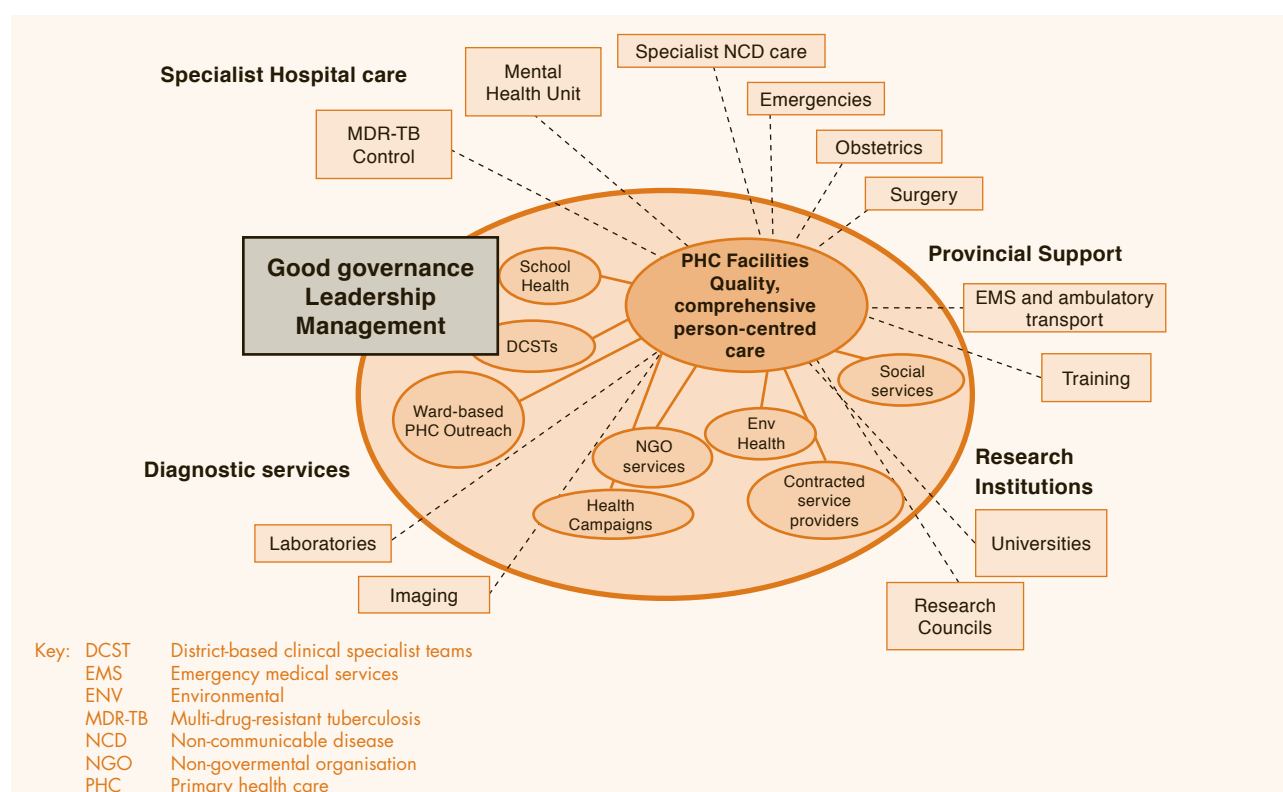 Specialist Hospital care
Mental
Health Unit
Specialist NCD care
Emergencies
MDR-TB
Control
Obstetrics
Surgery
Good governance
Leadership
Management
School
Health
PHC Facilities
Quality,
comprehensive
person-centred
care
Provincial Support
EMS and ambulatory
transport
DCSTs
Social
services
Training
Ward-based
PHC Outreach
NGO
services
Env
Health
Diagnostic services
Research
Institutions
Health
Campaigns
Contracted
service
providers
Laboratories
Universities
Imaging
Research
Councils
Key: DCST District-based clinical specialist teams
EMS Emergency medical services
ENV Environmental
MDR-TB Multi-drug-resistant tuberculosis
NCD Non-communicable disease
NGO Non-govermental organisation
PHC Primary health care